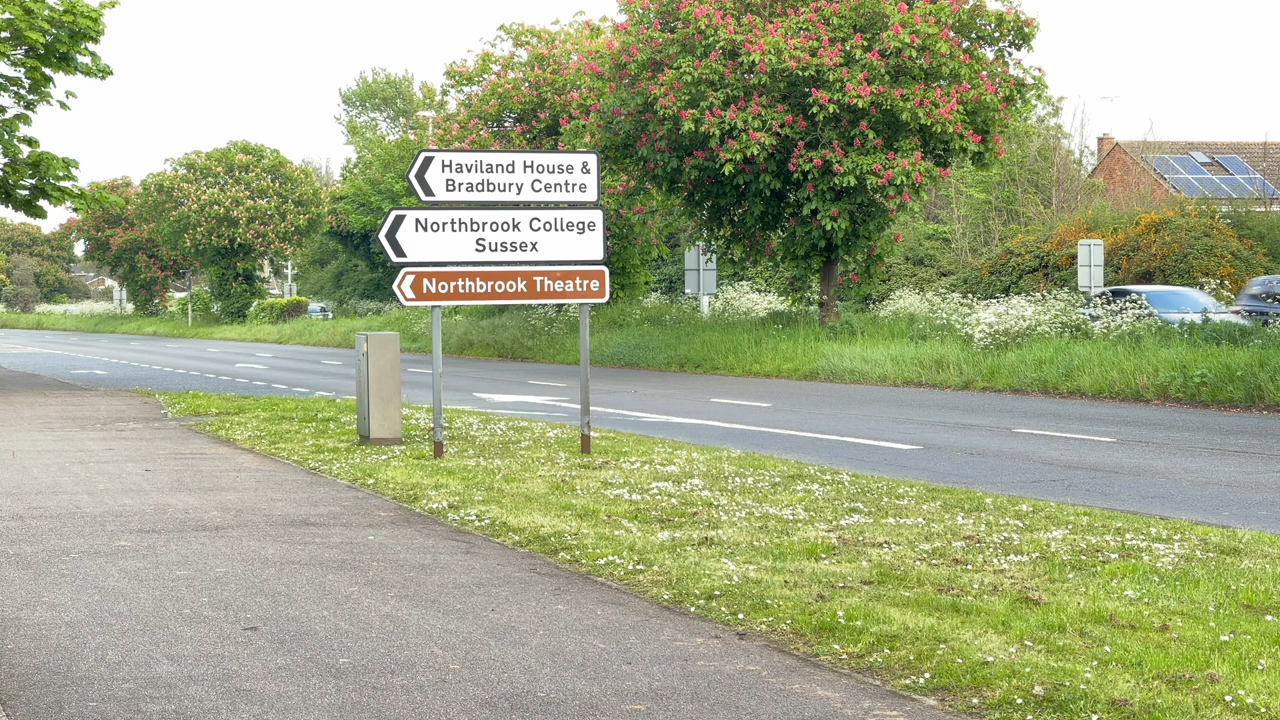 Haviland House &
Bradbury Centre
Northbrook College
Sussex
Northbrook Theatre